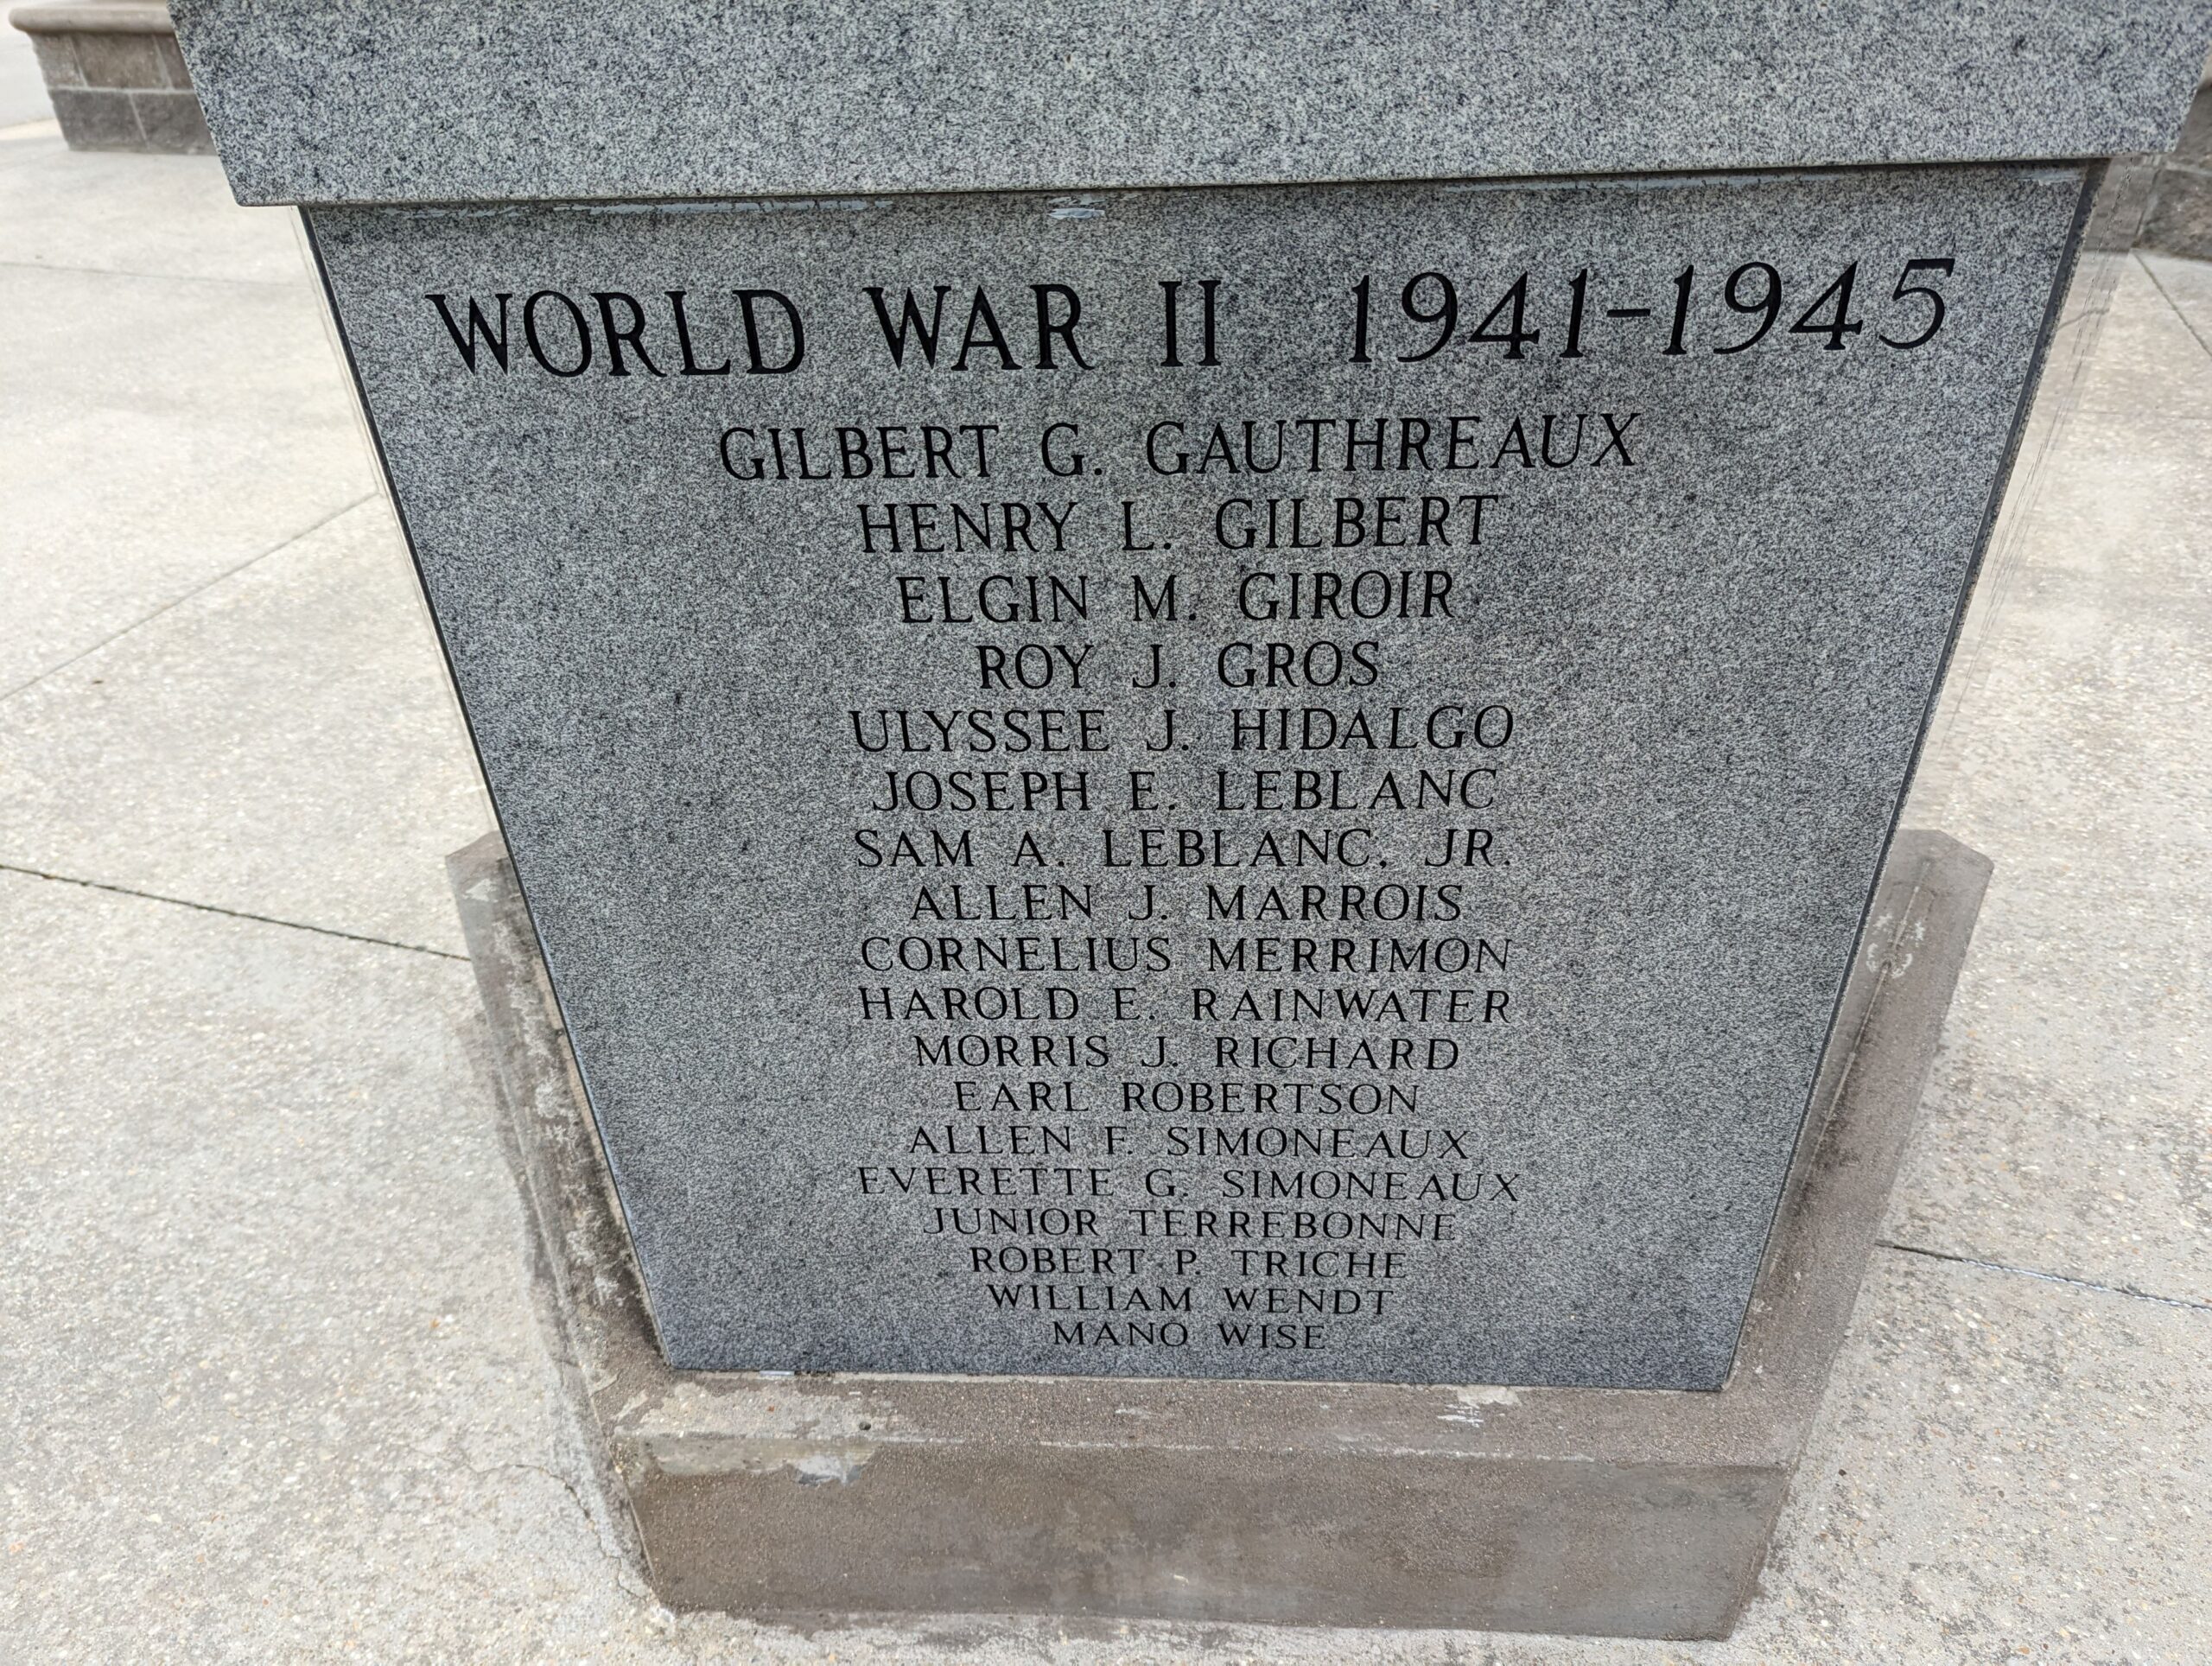 WORLD WAR II 1941-1945
GILBERT G. GAUTHREAUX
HENRY L. GILBERT
ELGIN M. GIROIR
ROY J. GROS
ULYSSEE J. HIDALGO
JOSEPH E. LEBLANC
SAM A. LEBLANC, JR.
ALLEN J. MARROIS
CORNELIUS MERRIMON
HAROLD E. RAINWATER
MORRIS J. RICHARD
EARL ROBERTSON
ALLEN F. SIMONEAUX
EVERETTE G. SIMONEAUX
JUNIOR TERREBONNE
ROBERT P. TRICHE
WILLIAM WENDT
MANO WISE